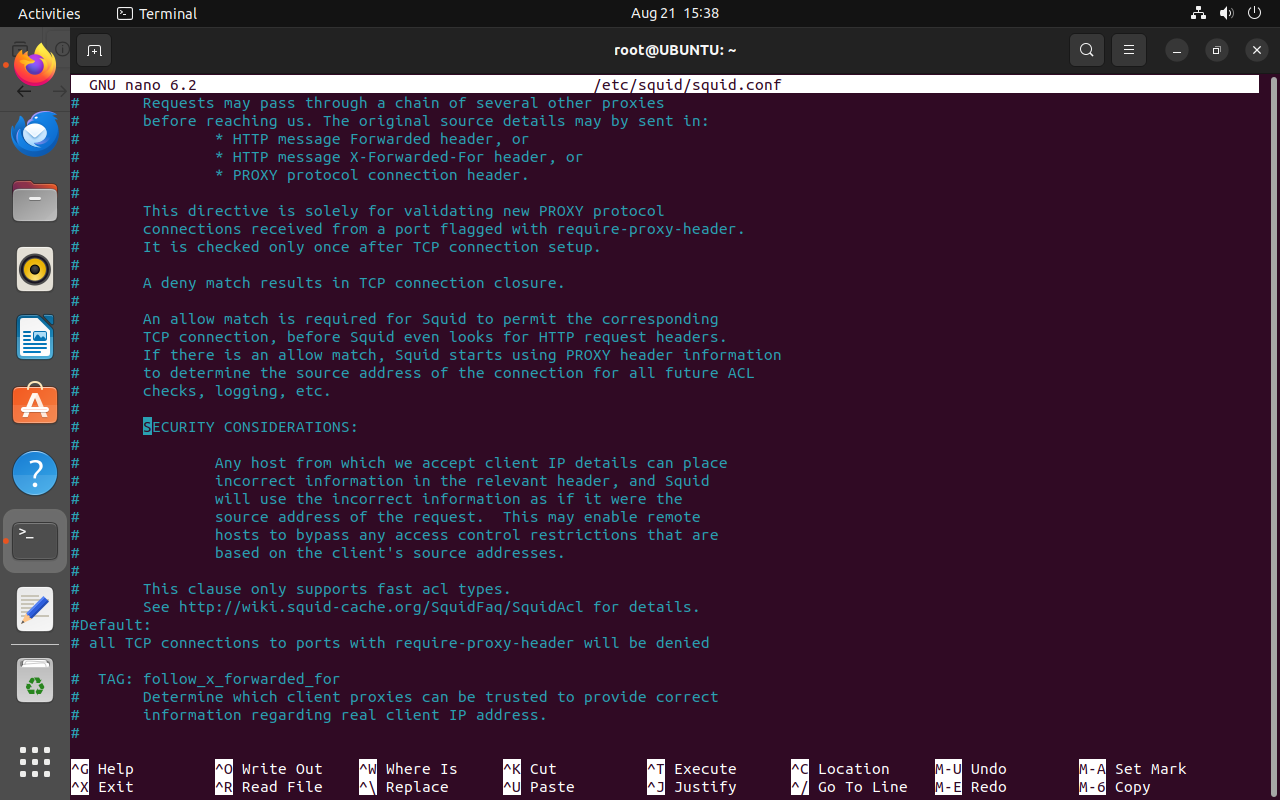 Activities Terminal Aug 21 15:38
root@UBUNTU: ~
GNU nano 6.2 /etc/squid/squid.conf
# Requests may pass through a chain of several other proxies
# before reaching us. The original source details may by sent in:
# * HTTP message Forwarded header, or
# * HTTP message X-Forwarded-For header, or
# * PROXY protocol connection header.
#
# This directive is solely for validating new PROXY protocol
# connections received from a port flagged with require-proxy-header.
# It is checked only once after TCP connection setup.
#
# A deny match results in TCP connection closure.
#
# An allow match is required for Squid to permit the corresponding
# TCP connection, before Squid even looks for HTTP request headers.
# If there is an allow match, Squid starts using PROXY header information
# to determine the source address of the connection for all future ACL
# checks, logging, etc.
#
# SECURITY CONSIDERATIONS:
#
# Any host from which we accept client IP details can place
# incorrect information in the relevant header, and Squid
# will use the incorrect information as if it were the
# source address of the request.  This may enable remote
# hosts to bypass any access control restrictions that are
# based on the client's source addresses.
#
# This clause only supports fast acl types.
# See http://wiki.squid-cache.org/SquidFaq/SquidAcl for details.
#Default:
# all TCP connections to ports with require-proxy-header will be denied
#  TAG: follow_x_forwarded_for
# Determine which client proxies can be trusted to provide correct
# information regarding real client IP address.
#
^G Help ^O Write Out ^W Where Is ^K Cut ^T Execute ^C Location M-U Undo M-A Set Mark
^X Exit ^R Read File ^\ Replace ^U Paste ^J Justify ^/ Go To Line M-E Redo M-6 Copy